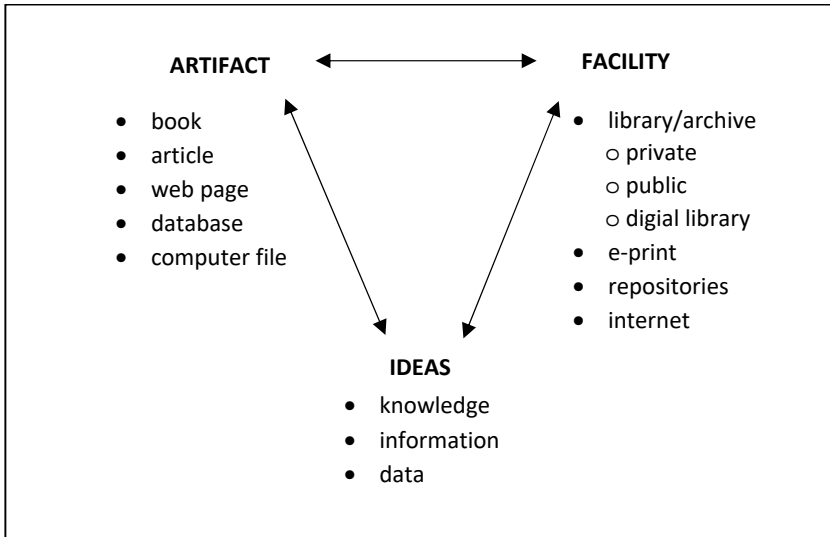 ARTIFACT
• book
• article
• web page
• database
• computer file
FACILITY
• library/archive
o private
o public
o digial library
• e-print
• repositories
• internet
IDEAS
• knowledge
• information
• data